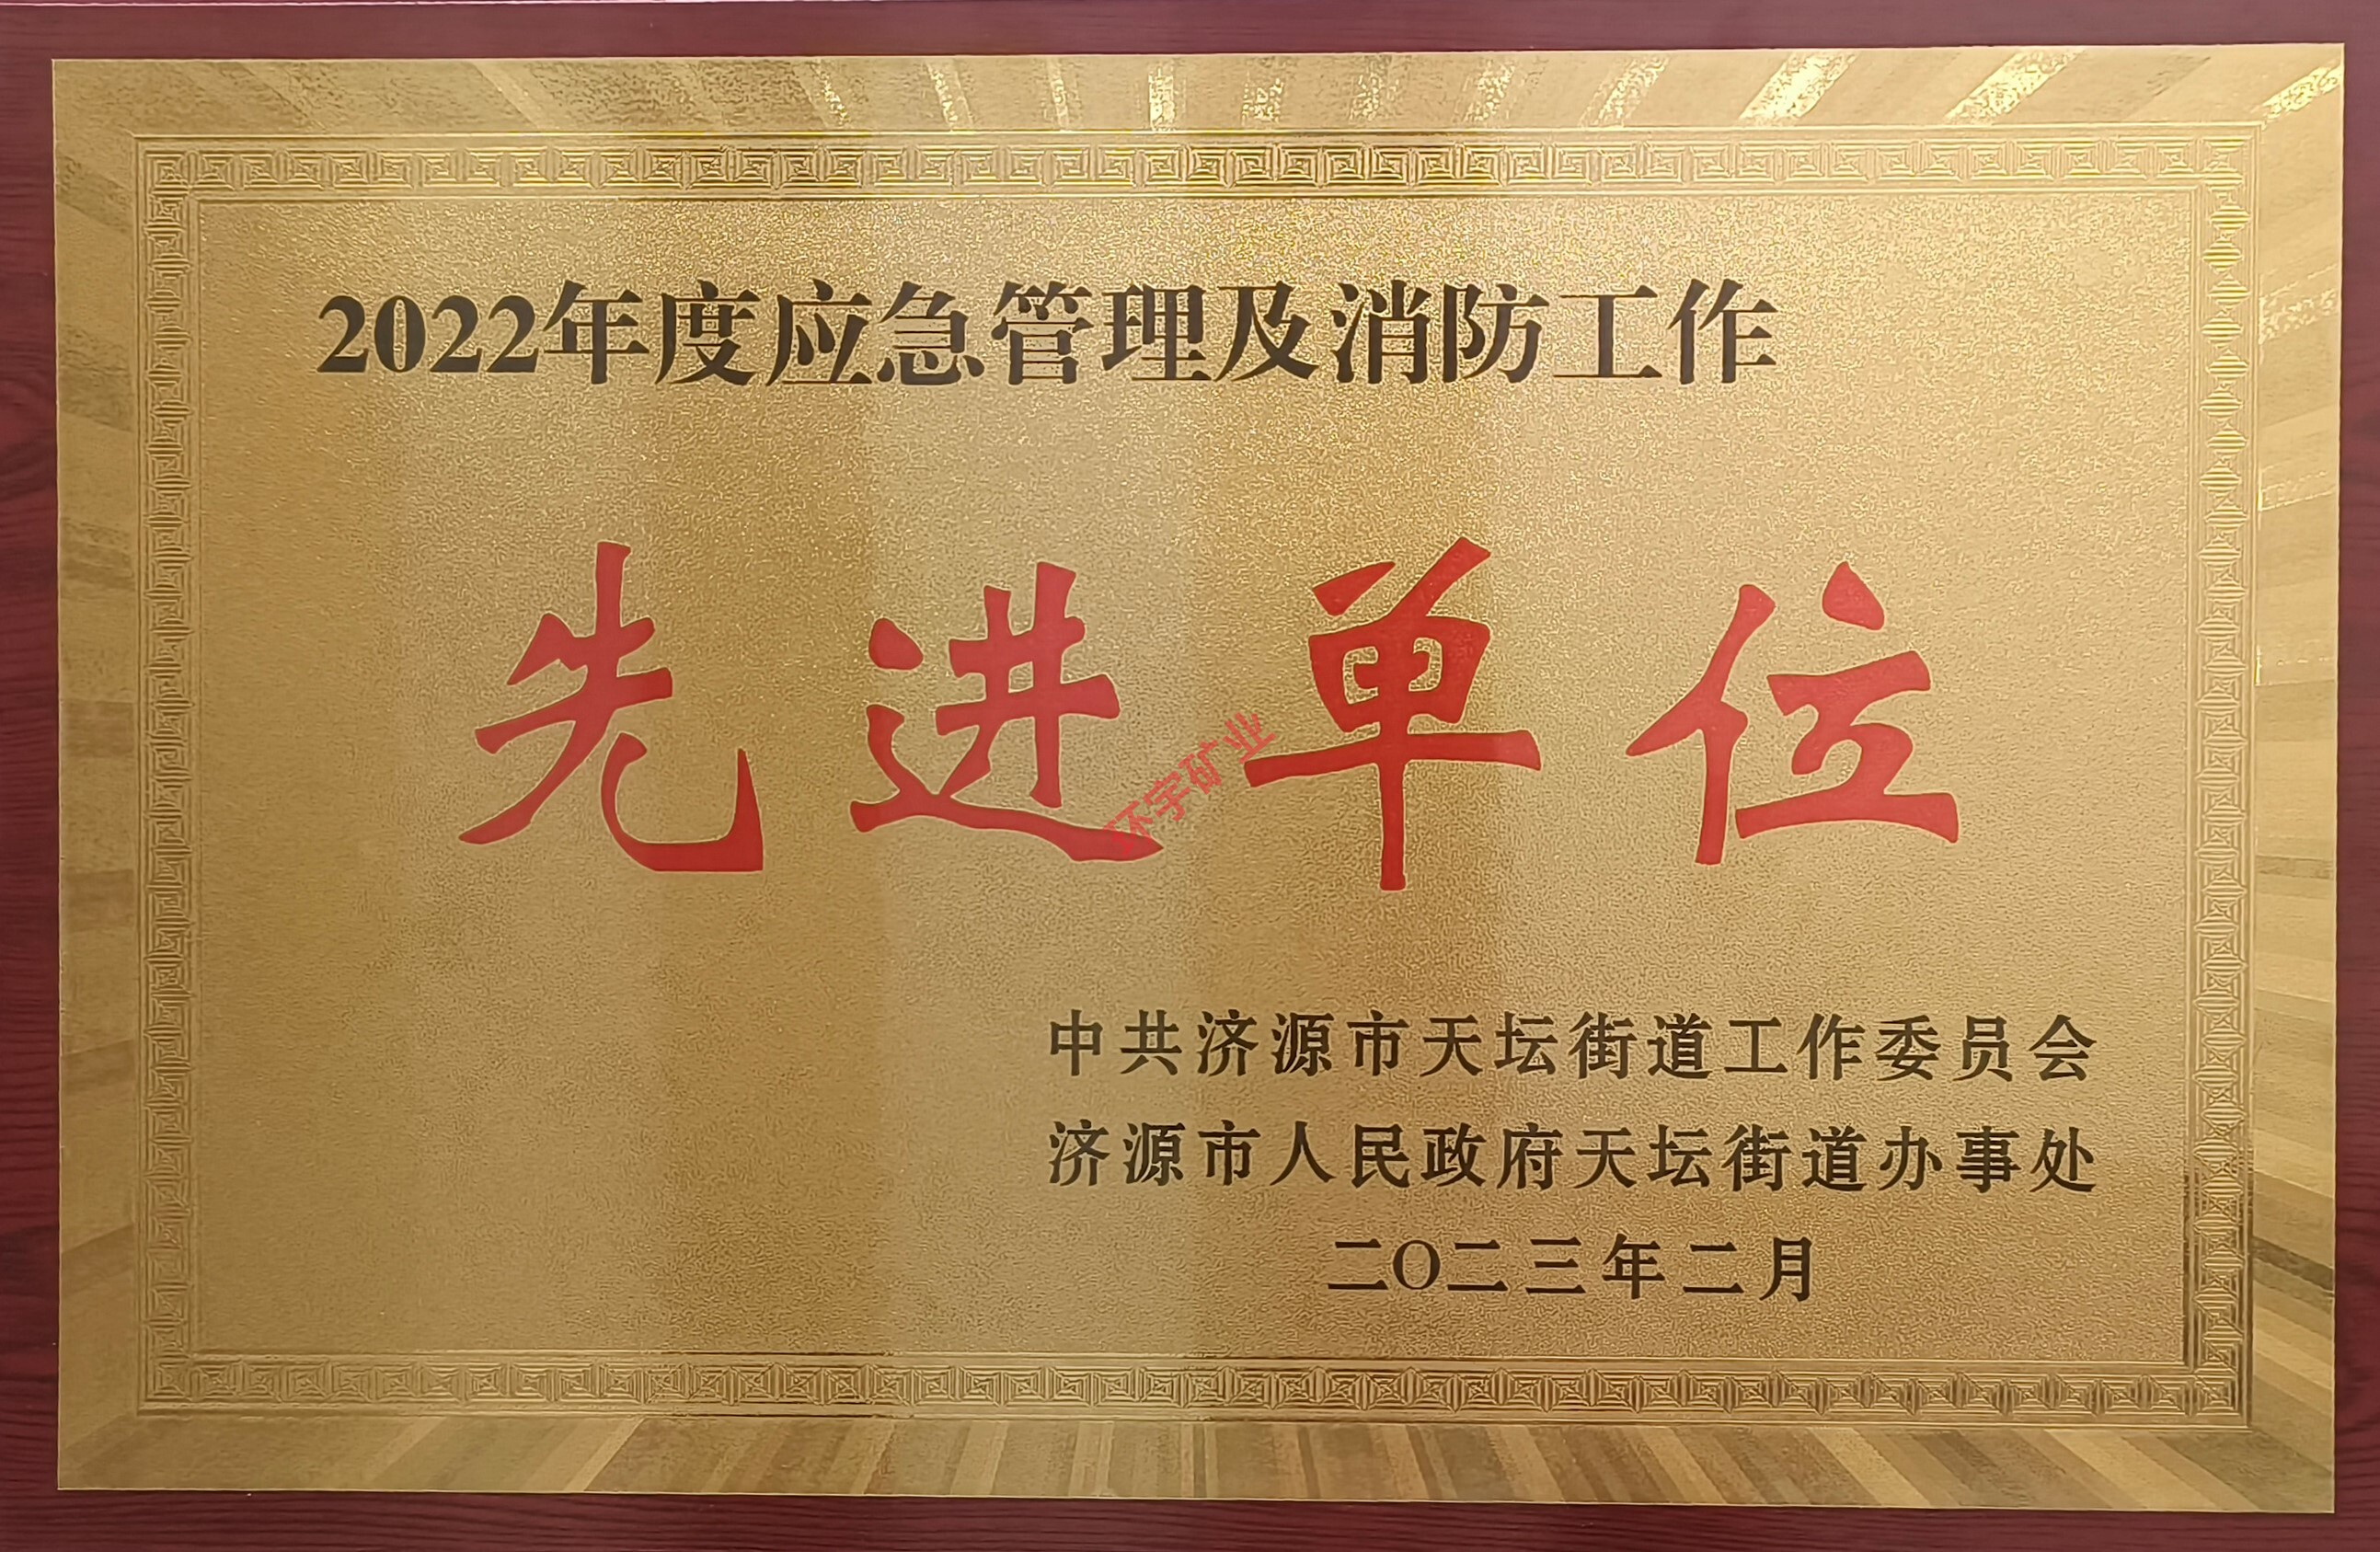 2022年度应急管理及消防工作
先进单位
环宇矿业
中共济源市天坛街道工作委员会
济源市人民政府天坛街道办事处
二〇二三年二月